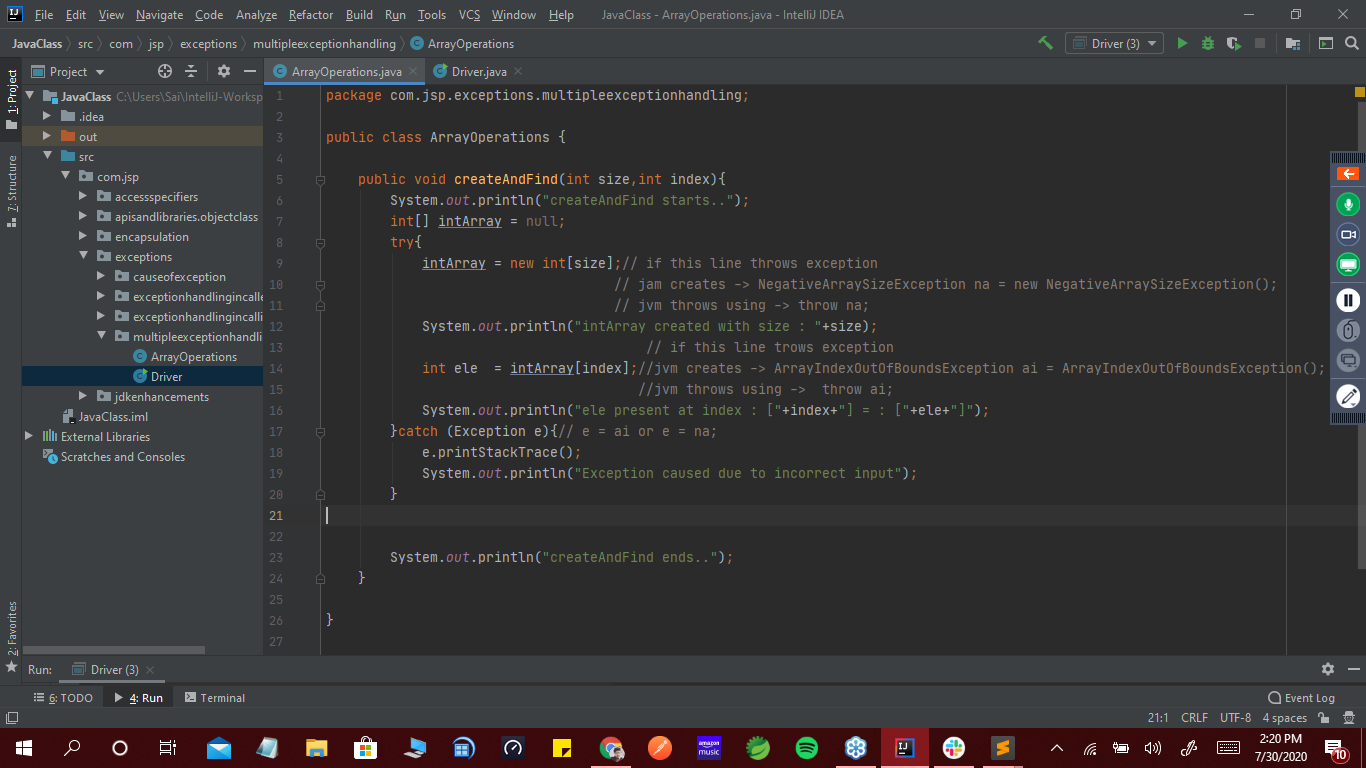 File Edit View Navigate Code Analyze Refactor Build Run Tools VCS Window Help JavaClass - ArrayOperations.java - IntelliJ IDEA
JavaClass src com jsp exceptions multipleexceptionhandling ArrayOperations Driver (3)
Project ArrayOperations.java Driver.java
1: Project
7: Structure
2: Favorites
JavaClass C:\Users\Sai\IntelliJ-Worksp
.idea
out
src
com.jsp
accessspecifiers
apisandlibraries.objectclass
encapsulation
exceptions
causeofexception
exceptionhandlingincalle
exceptionhandlingincalli
multipleexceptionhandli
ArrayOperations
Driver
jdkenhancements
JavaClass.iml
External Libraries
Scratches and Consoles
1 package com.jsp.exceptions.multipleexceptionhandling;
2
3 public class ArrayOperations {
4
5 public void createAndFind(int size,int index){
6 System.out.println("createAndFind starts..");
7 int[] intArray = null;
8 try{
9 intArray = new int[size];// if this line throws exception
10 // jam creates -> NegativeArraySizeException na = new NegativeArraySizeException();
11 // jvm throws using -> throw na;
12 System.out.println("intArray created with size : "+size);
13 // if this line trows exception
14 int ele  = intArray[index];//jvm creates -> ArrayIndexOutOfBoundsException ai = ArrayIndexOutOfBoundsException();
15 //jvm throws using ->  throw ai;
16 System.out.println("ele present at index : ["+index+"] = : ["+ele+"]");
17 }catch (Exception e){// e = ai or e = na;
18 e.printStackTrace();
19 System.out.println("Exception caused due to incorrect input");
20 }
21
22
23 System.out.println("createAndFind ends..");
24 }
25
26 }
27
Run: Driver (3)
6: TODO 4: Run Terminal Event Log
21:1 CRLF UTF-8 4 spaces
amazon music
IJ
2:20 PM
7/30/2020
10